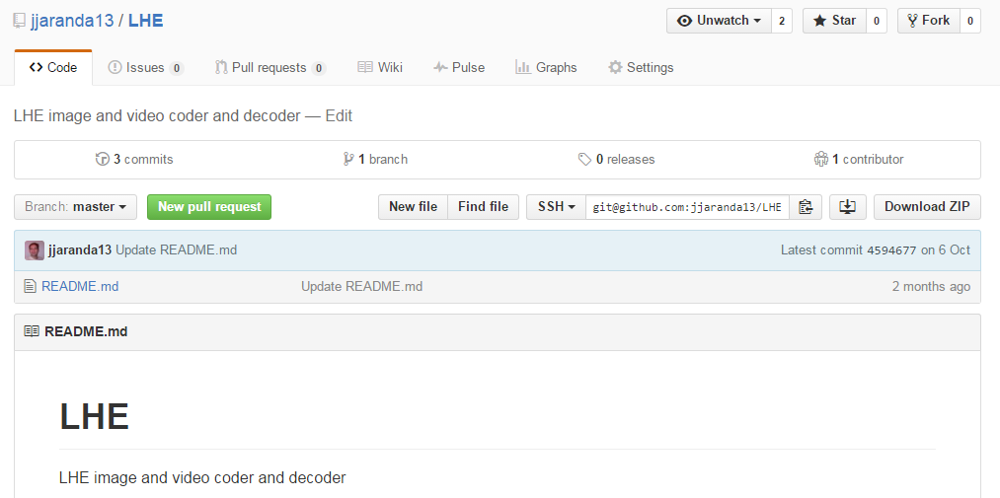 jjaranda13 / LHE Unwatch 2 Star 0 Fork 0
Code Issues 0 Pull requests 0 Wiki Pulse Graphs Settings
LHE image and video coder and decoder — Edit
3 commits 1 branch 0 releases 1 contributor
Branch: master New pull request New file Find file SSH git@github.com:jjaranda13/LHE Download ZIP
jjaranda13 Update README.md Latest commit 4594677 on 6 Oct
README.md Update README.md 2 months ago
README.md
LHE
LHE image and video coder and decoder